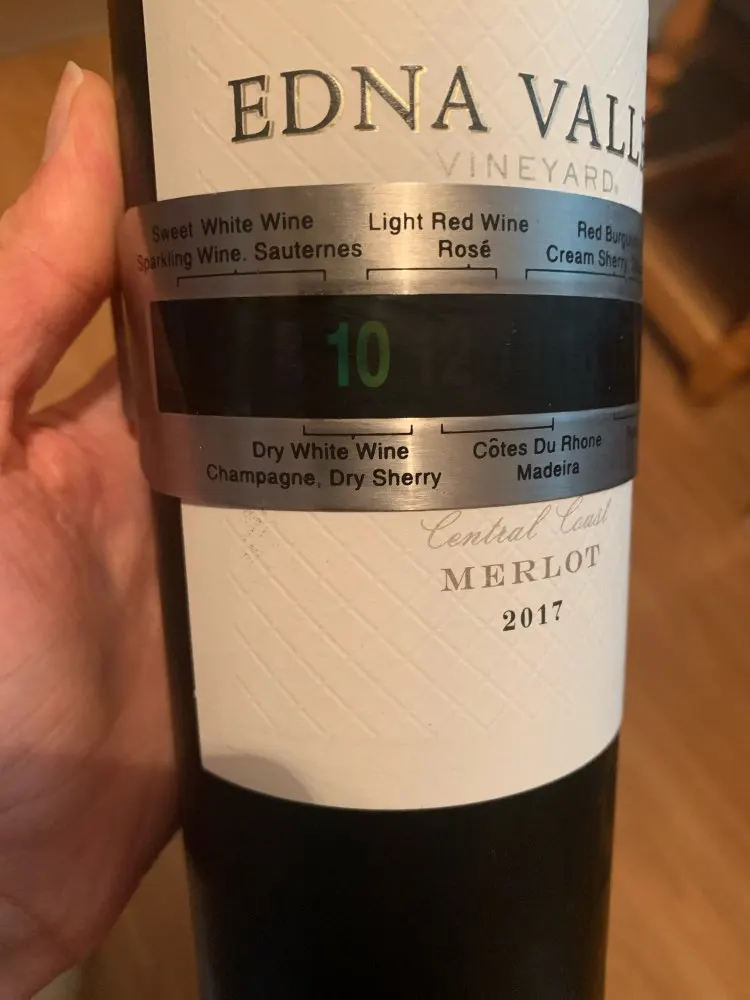 EDNA VALL
VINEYARD.
Sweet White Wine
Sparkling Wine. Sauternes
Light Red Wine
Rosé
Red
Cream Sherry
10 12
Dry White Wine
Champagne, Dry Sherry
Côtes Du Rhone
Madeira
Central Coast
MERLOT
2017